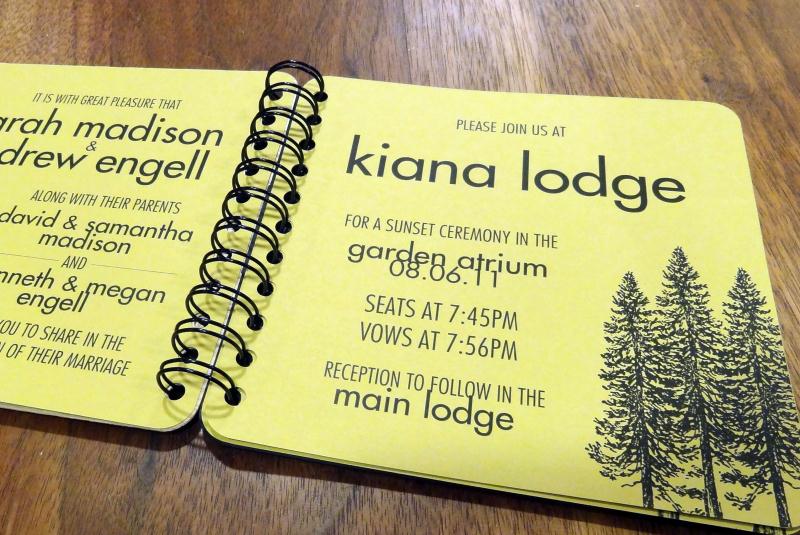 IT IS WITH GREAT PLEASURE THAT
arah madison
&
drew engell
ALONG WITH THEIR PARENTS
david & samantha
madison
AND
nneth & megan
engell
YOU TO SHARE IN THE
OF THEIR MARRIAGE
PLEASE JOIN US AT
kiana lodge
FOR A SUNSET CEREMONY IN THE
garden atrium
08.06.11
SEATS AT 7:45PM
VOWS AT 7:56PM
RECEPTION TO FOLLOW IN THE
main lodge